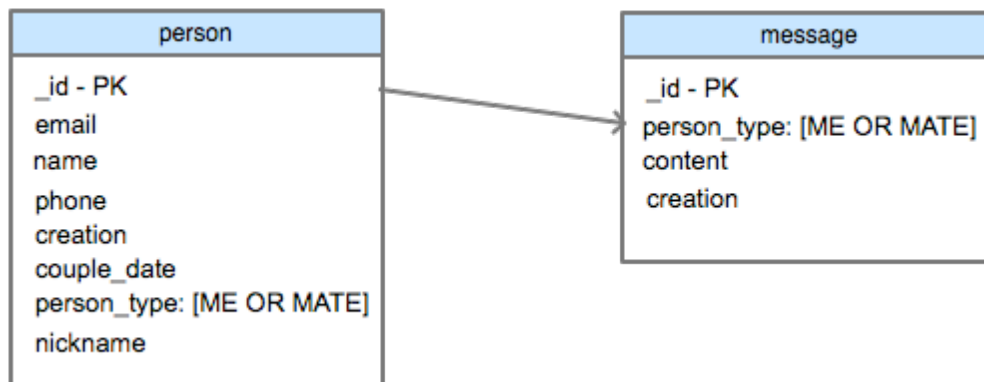 person
_id - PK
email
name
phone
creation
couple_date
person_type: [ME OR MATE]
nickname
message
_id - PK
person_type: [ME OR MATE]
content
creation